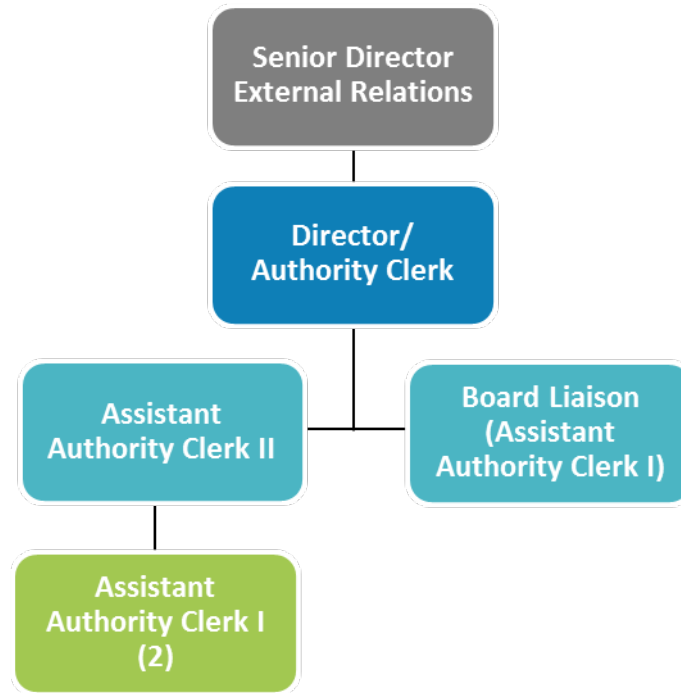 Senior Director
External Relations
Director/
Authority Clerk
Assistant
Authority Clerk II
Board Liaison
(Assistant
Authority Clerk I)
Assistant
Authority Clerk I
(2)